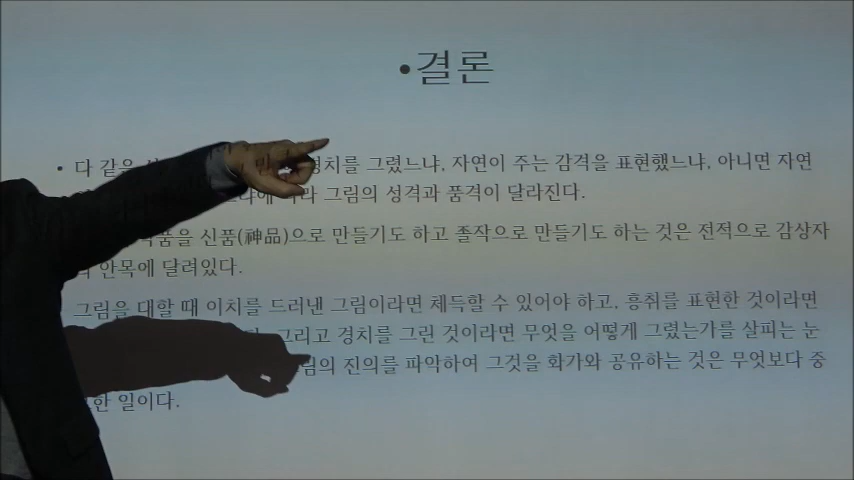 •결론
• 다 같은 경치를 그렸느냐, 자연이 주는 감격을 표현했느냐, 아니면 자연
따라 그림의 성격과 품격이 달라진다.
작품을 신품(神品)으로 만들기도 하고 졸작으로 만들기도 하는 것은 전적으로 감상자
의 안목에 달려있다.
그림을 대할 때 이치를 드러낸 그림이라면 체득할 수 있어야 하고, 흥취를 표현한 것이라면
그리고 경치를 그린 것이라면 무엇을 어떻게 그렸는가를 살피는 눈
그림의 진의를 파악하여 그것을 화가와 공유하는 것은 무엇보다 중
요한 일이다.